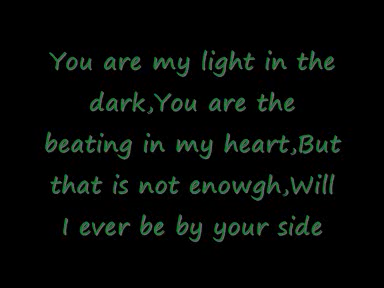 You are my light in the
dark,You are the
beating in my heart,But
that is not enowgh,Will
I ever be by your side